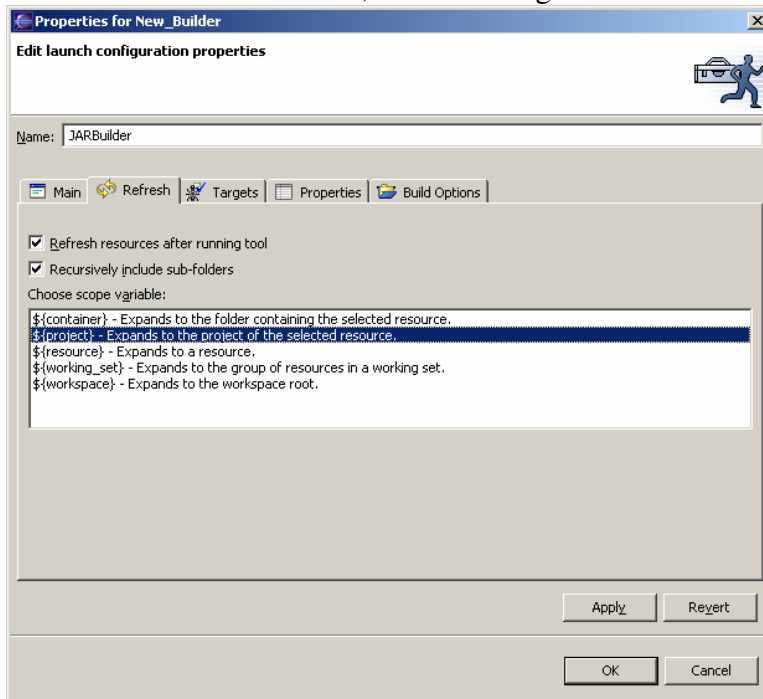 Properties for New_Builder
Edit launch configuration properties
Name: JARBuilder
Main Refresh Targets Properties Build Options
Refresh resources after running tool
Recursively include sub-folders
Choose scope variable:
${container} - Expands to the folder containing the selected resource.
${project} - Expands to the project of the selected resource.
${resource} - Expands to a resource.
${working_set} - Expands to the group of resources in a working set.
${workspace} - Expands to the workspace root.
Apply Revert
OK Cancel